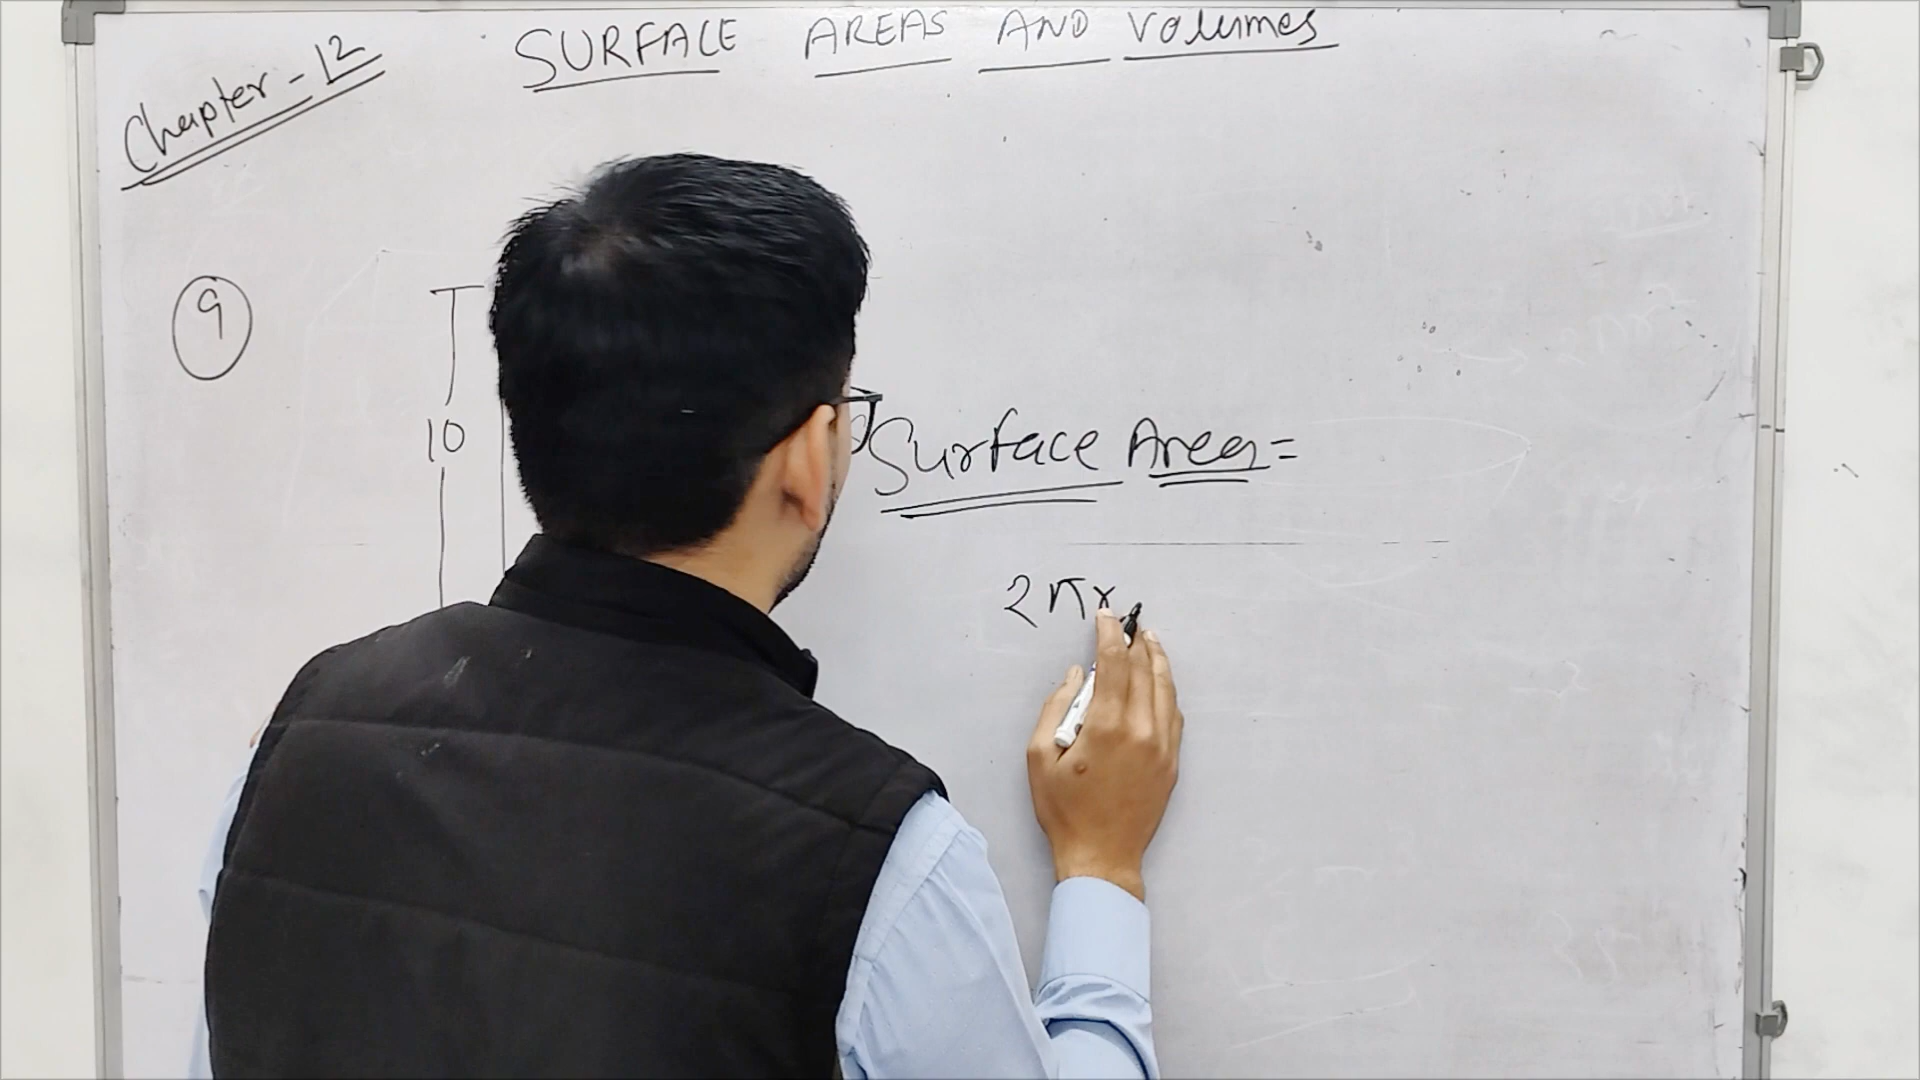 SURFACE AREAS AND Volumes
Chapter - 12
9
10
Surface Area =
2πr